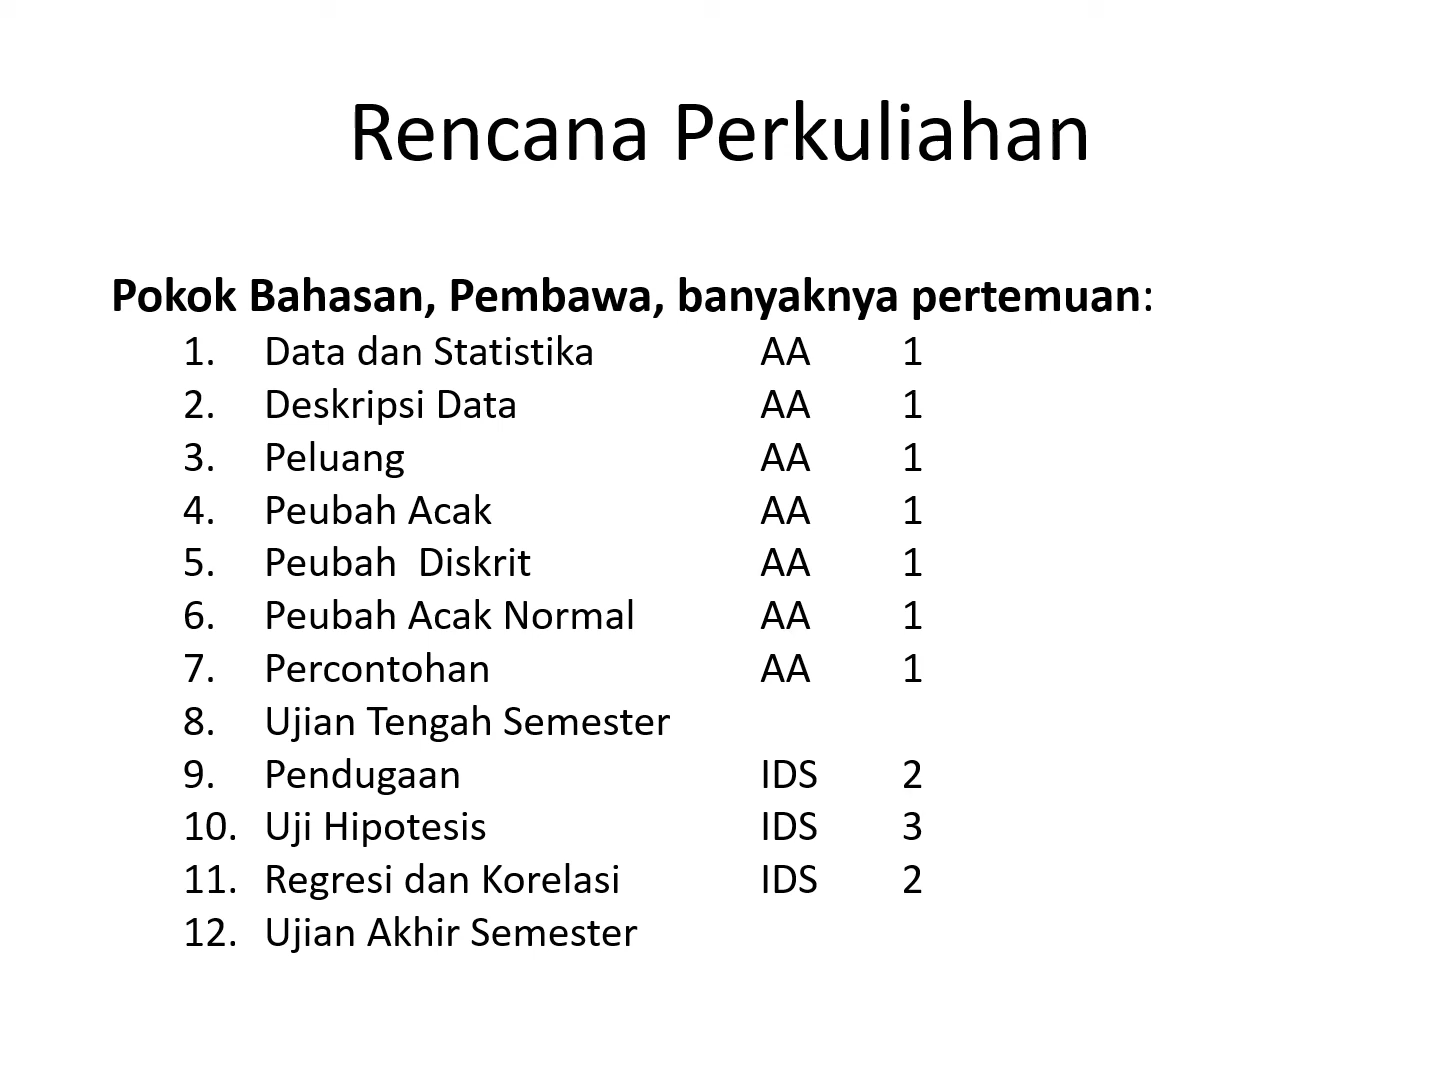 Rencana Perkuliahan
Pokok Bahasan, Pembawa, banyaknya pertemuan:
1. Data dan Statistika AA 1
2. Deskripsi Data AA 1
3. Peluang AA 1
4. Peubah Acak AA 1
5. Peubah Diskrit AA 1
6. Peubah Acak Normal AA 1
7. Percontohan AA 1
8. Ujian Tengah Semester
9. Pendugaan IDS 2
10. Uji Hipotesis IDS 3
11. Regresi dan Korelasi IDS 2
12. Ujian Akhir Semester